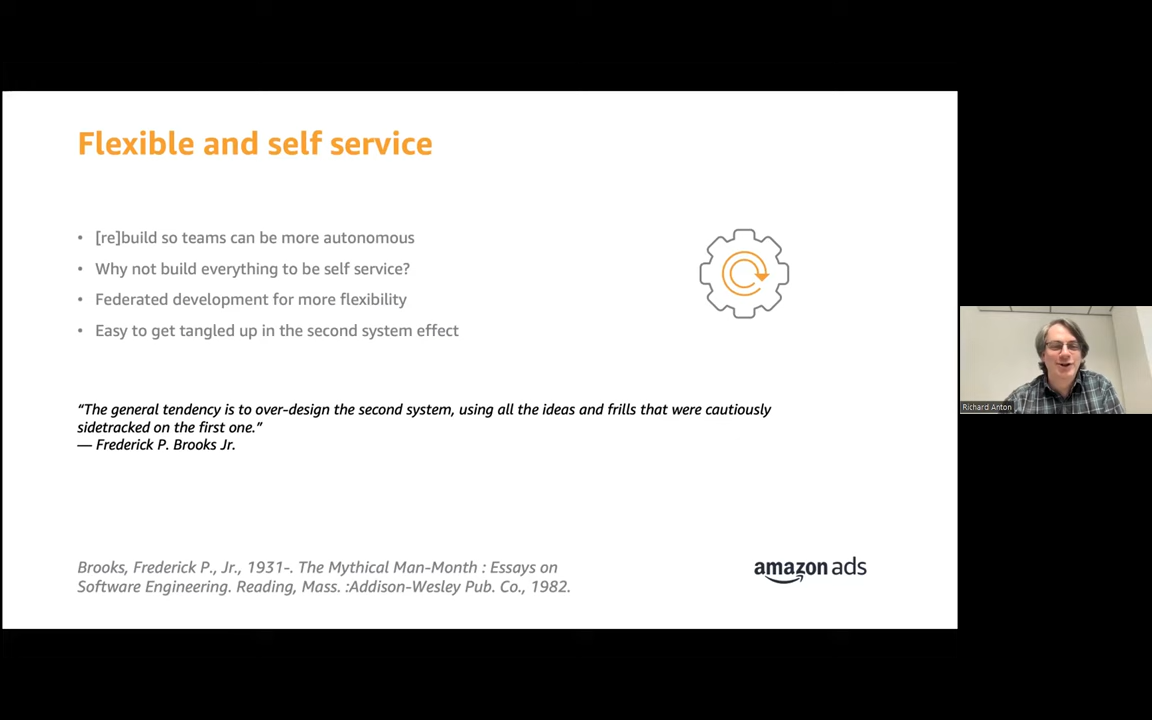 Flexible and self service
• [re]build so teams can be more autonomous
• Why not build everything to be self service?
• Federated development for more flexibility
• Easy to get tangled up in the second system effect
“The general tendency is to over-design the second system, using all the ideas and frills that were cautiously
sidetracked on the first one.”
— Frederick P. Brooks Jr.
Brooks, Frederick P., Jr., 1931-. The Mythical Man-Month : Essays on
Software Engineering. Reading, Mass. :Addison-Wesley Pub. Co., 1982.
amazon ads
Richard Anton